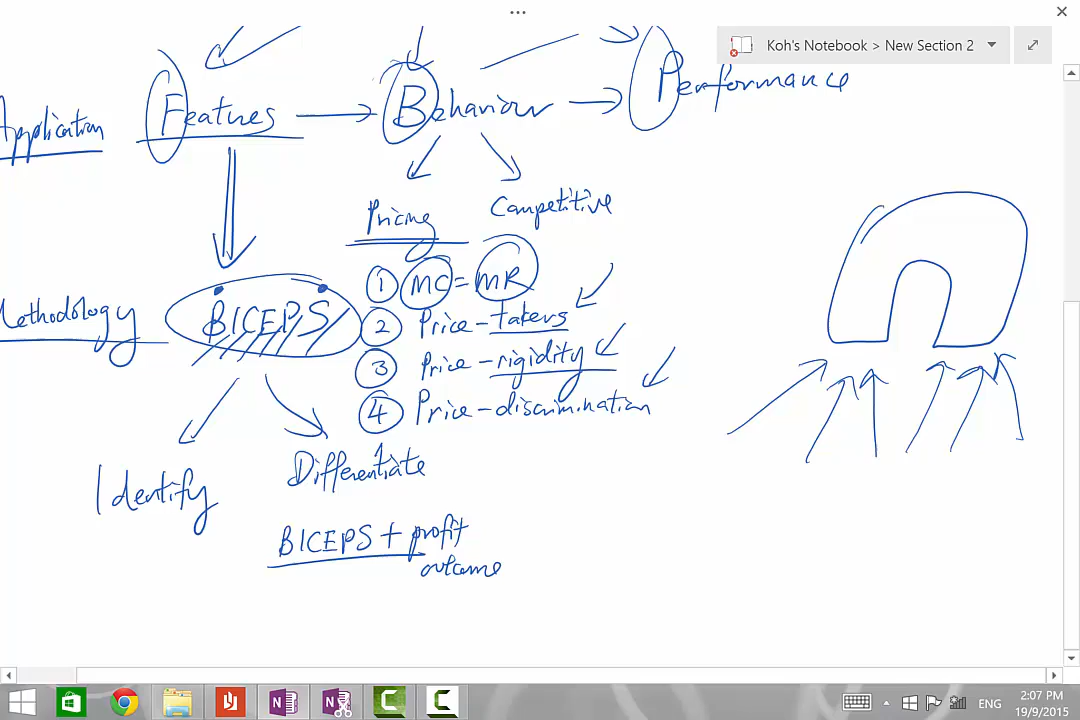 Koh's Notebook > New Section 2
Application
Features
Behaviour
Performance
Pricing
Competitive
① MC = MR
② Price-takers
③ Price-rigidity
④ Price-discrimination
Methodology
BICEPS
Identify
Differentiate
BICEPS + profit
outcome
ENG
2:07 PM
19/9/2015